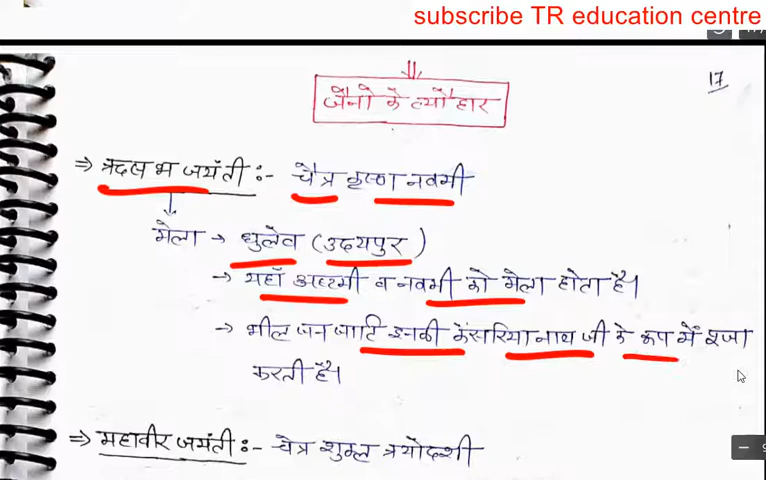 subscribe TR education centre
17
जैनो के त्यौहार
⇒ ऋषभ जयंती :- चैत्र कृष्ण नवमी
मेला → धुलेव (उदयपुर)
→ यहाँ अष्टमी व नवमी को मेला होता है।
→ भील जन जाति इनकी केसरिया नाथ जी के रूप में पूजा
करती है।
⇒ महावीर जयंती :- चैत्र शुक्ल त्रयोदशी